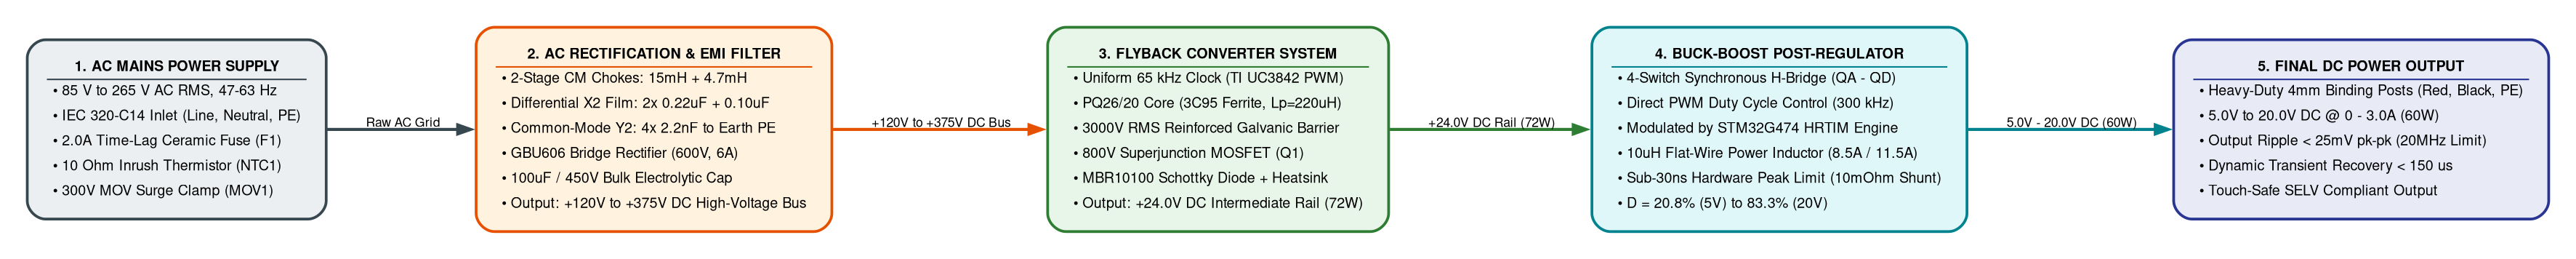 1. AC MAINS POWER SUPPLY
• 85 V to 265 V AC RMS, 47-63 Hz
• IEC 320-C14 Inlet (Line, Neutral, PE)
• 2.0A Time-Lag Ceramic Fuse (F1)
• 10 Ohm Inrush Thermistor (NTC1)
• 300V MOV Surge Clamp (MOV1)
Raw AC Grid
2. AC RECTIFICATION & EMI FILTER
• 2-Stage CM Chokes: 15mH + 4.7mH
• Differential X2 Film: 2x 0.22uF + 0.10uF
• Common-Mode Y2: 4x 2.2nF to Earth PE
• GBU606 Bridge Rectifier (600V, 6A)
• 100uF / 450V Bulk Electrolytic Cap
• Output: +120V to +375V DC High-Voltage Bus
+120V to +375V DC Bus
3. FLYBACK CONVERTER SYSTEM
• Uniform 65 kHz Clock (TI UC3842 PWM)
• PQ26/20 Core (3C95 Ferrite, Lp=220uH)
• 3000V RMS Reinforced Galvanic Barrier
• 800V Superjunction MOSFET (Q1)
• MBR10100 Schottky Diode + Heatsink
• Output: +24.0V DC Intermediate Rail (72W)
+24.0V DC Rail (72W)
4. BUCK-BOOST POST-REGULATOR
• 4-Switch Synchronous H-Bridge (QA - QD)
• Direct PWM Duty Cycle Control (300 kHz)
• Modulated by STM32G474 HRTIM Engine
• 10uH Flat-Wire Power Inductor (8.5A / 11.5A)
• Sub-30ns Hardware Peak Limit (10mOhm Shunt)
• D = 20.8% (5V) to 83.3% (20V)
5.0V - 20.0V DC (60W)
5. FINAL DC POWER OUTPUT
• Heavy-Duty 4mm Binding Posts (Red, Black, PE)
• 5.0V to 20.0V DC @ 0 - 3.0A (60W)
• Output Ripple < 25mV pk-pk (20MHz Limit)
• Dynamic Transient Recovery < 150 us
• Touch-Safe SELV Compliant Output